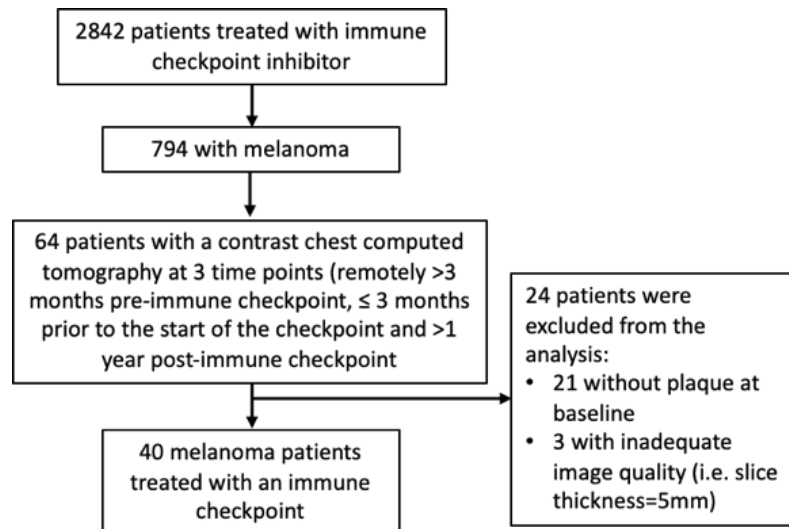 2842 patients treated with immune
checkpoint inhibitor
794 with melanoma
64 patients with a contrast chest computed
tomography at 3 time points (remotely >3
months pre-immune checkpoint, ≤ 3 months
prior to the start of the checkpoint and >1
year post-immune checkpoint
24 patients were
excluded from the
analysis:
• 21 without plaque at
baseline
• 3 with inadequate
image quality (i.e. slice
thickness=5mm)
40 melanoma patients
treated with an immune
checkpoint